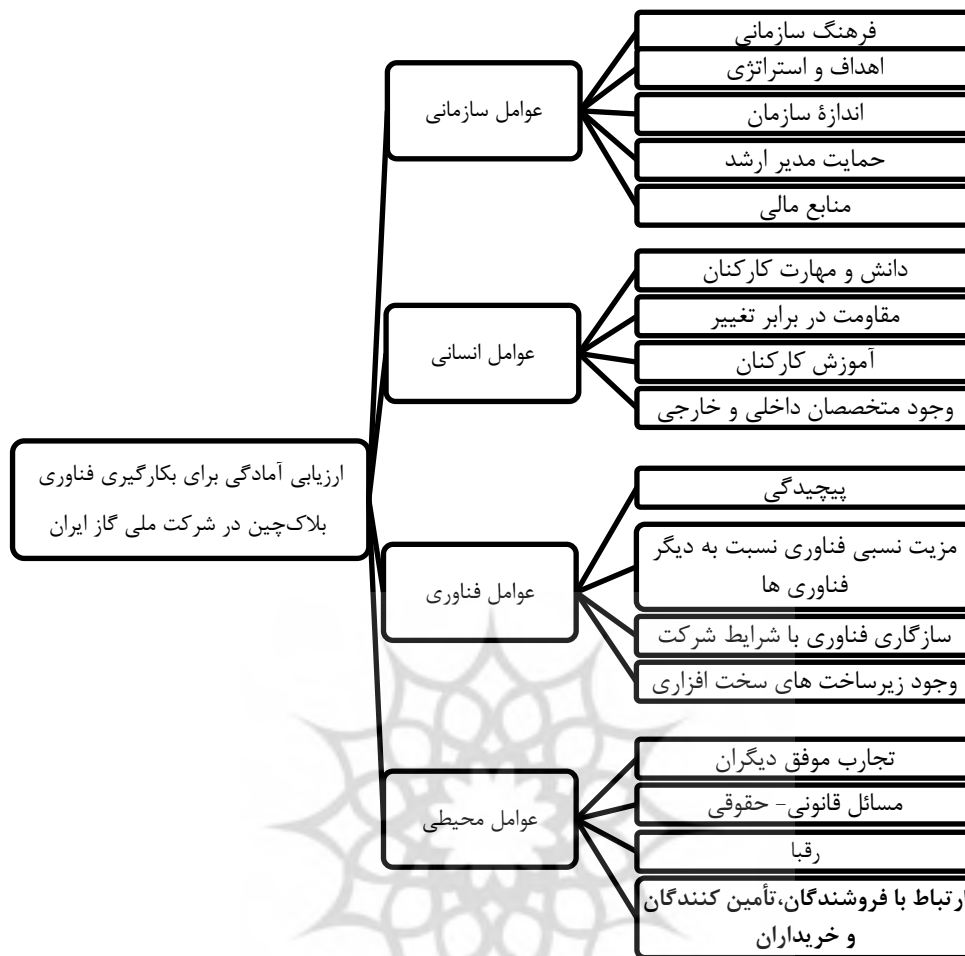 ارزیابی آمادگی برای بکارگیری فناوری
بلاک‌چین در شرکت ملی گاز ایران
عوامل سازمانی
فرهنگ سازمانی
اهداف و استراتژی
اندازهٔ سازمان
حمایت مدیر ارشد
منابع مالی
عوامل انسانی
دانش و مهارت کارکنان
مقاومت در برابر تغییر
آموزش کارکنان
وجود متخصصان داخلی و خارجی
عوامل فناوری
پیچیدگی
مزیت نسبی فناوری نسبت به دیگر
فناوری ها
سازگاری فناوری با شرایط شرکت
وجود زیرساخت های سخت افزاری
عوامل محیطی
تجارب موفق دیگران
مسائل قانونی- حقوقی
رقبا
ارتباط با فروشندگان،تأمین کنندگان
و خریداران